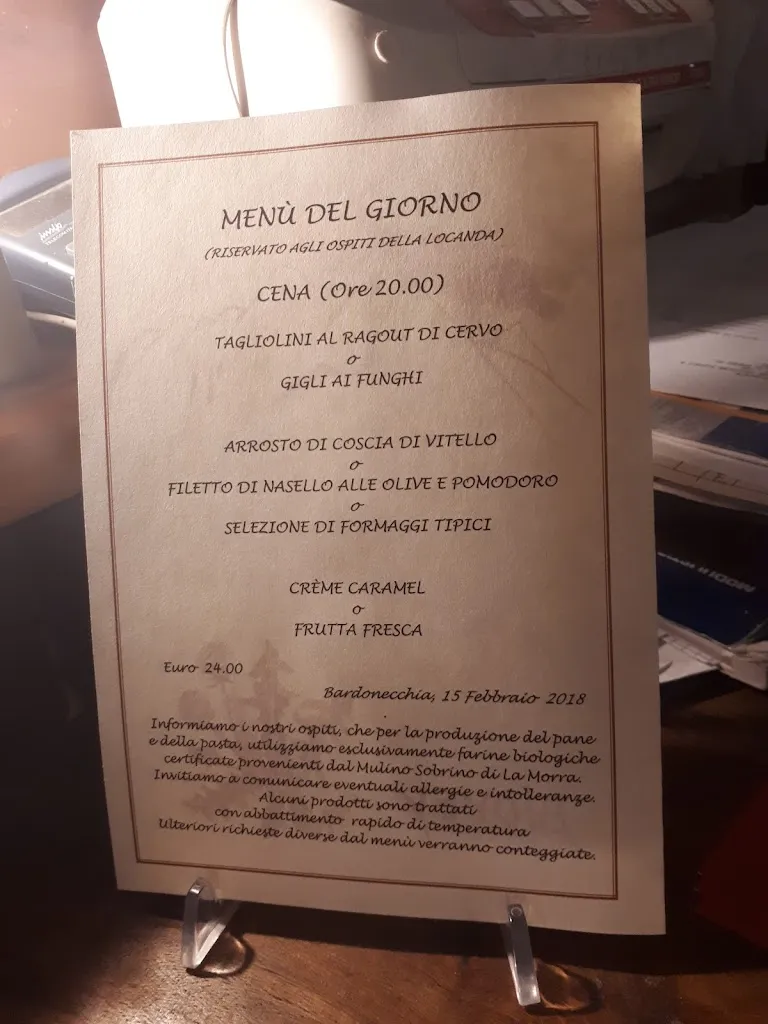 MENÙ DEL GIORNO
(RISERVATO AGLI OSPITI DELLA LOCANDA)
CENA (Ore 20.00)
TAGLIOLINI AL RAGOUT DI CERVO
o
GIGLI AI FUNGHI
ARROSTO DI COSCIA DI VITELLO
o
FILETTO DI NASELLO ALLE OLIVE E POMODORO
o
SELEZIONE DI FORMAGGI TIPICI
CRÈME CARAMEL
o
FRUTTA FRESCA
Euro 24.00
Bardonecchia, 15 Febbraio 2018
Informiamo i nostri ospiti, che per la produzione del pane
e della pasta, utilizziamo esclusivamente farine biologiche
certificate provenienti dal Mulino Sobrino di La Morra.
Invitiamo a comunicare eventuali allergie e intolleranze.
Alcuni prodotti sono trattati
con abbattimento rapido di temperatura
Ulteriori richieste diverse dal menù verranno conteggiate.